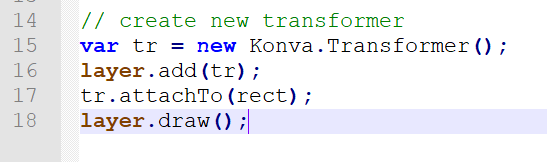 14 // create new transformer
15 var tr = new Konva.Transformer();
16 layer.add(tr);
17 tr.attachTo(rect);
18 layer.draw();